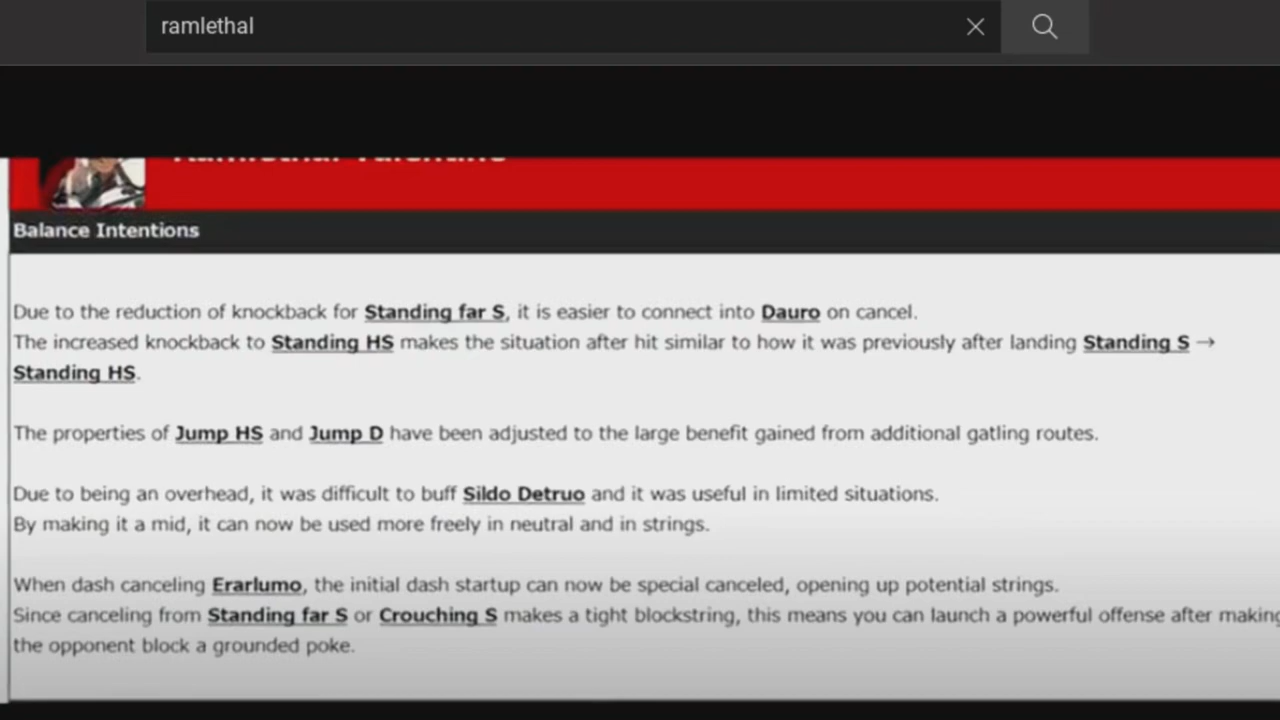 ramlethal
Balance Intentions
Due to the reduction of knockback for Standing far S, it is easier to connect into Dauro on cancel.
The increased knockback to Standing HS makes the situation after hit similar to how it was previously after landing Standing S →
Standing HS.
The properties of Jump HS and Jump D have been adjusted to the large benefit gained from additional gatling routes.
Due to being an overhead, it was difficult to buff Sildo Detruo and it was useful in limited situations.
By making it a mid, it can now be used more freely in neutral and in strings.
When dash canceling Erarlumo, the initial dash startup can now be special canceled, opening up potential strings.
Since canceling from Standing far S or Crouching S makes a tight blockstring, this means you can launch a powerful offense after making
the opponent block a grounded poke.